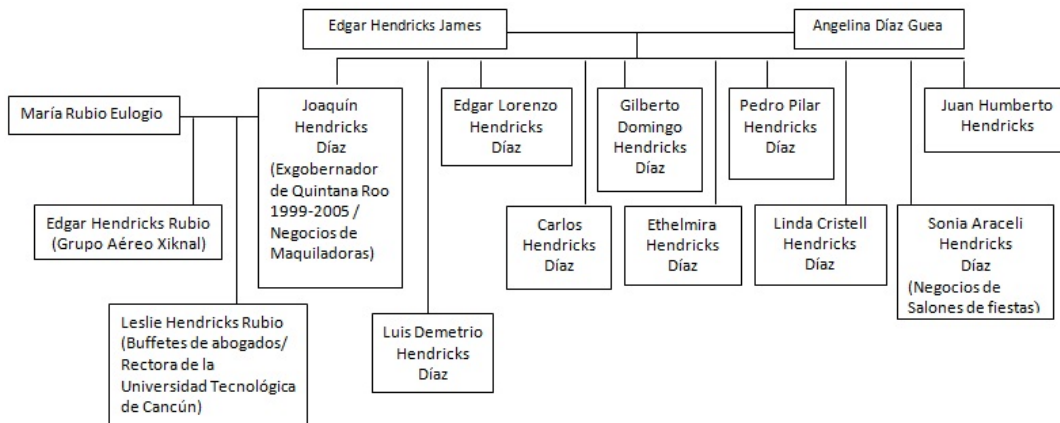 Edgar Hendricks James
Angelina Díaz Guea
María Rubio Eulogio
Joaquín
Hendricks
Díaz
(Exgobernador
de Quintana Roo
1999-2005 /
Negocios de
Maquiladoras)
Edgar Lorenzo
Hendricks
Díaz
Gilberto
Domingo
Hendricks
Díaz
Pedro Pilar
Hendricks
Díaz
Juan Humberto
Hendricks
Edgar Hendricks Rubio
(Grupo Aéreo Xiknal)
Carlos
Hendricks
Díaz
Ethelmira
Hendricks
Díaz
Linda Cristell
Hendricks
Díaz
Sonia Araceli
Hendricks
Díaz
(Negocios de
Salones de fiestas)
Leslie Hendricks Rubio
(Buffetes de abogados/
Rectora de la
Universidad Tecnológica
de Cancún)
Luis Demetrio
Hendricks
Díaz